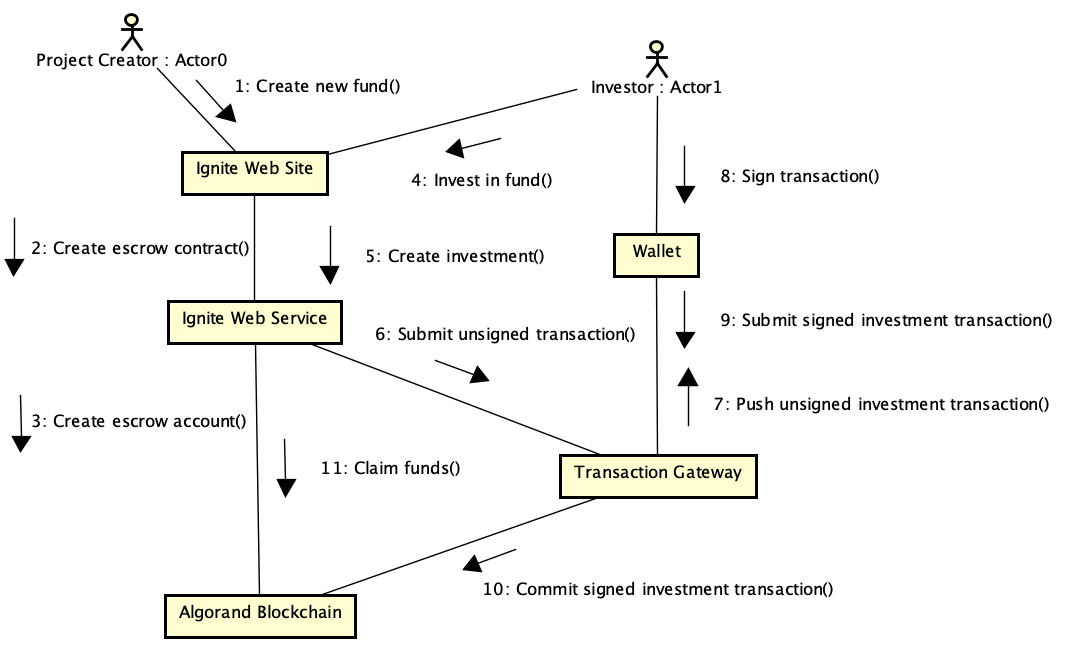 Project Creator : Actor0
1: Create new fund()
Investor : Actor1
Ignite Web Site
4: Invest in fund()
8: Sign transaction()
2: Create escrow contract()
5: Create investment()
Wallet
Ignite Web Service
6: Submit unsigned transaction()
9: Submit signed investment transaction()
3: Create escrow account()
7: Push unsigned investment transaction()
11: Claim funds()
Transaction Gateway
10: Commit signed investment transaction()
Algorand Blockchain